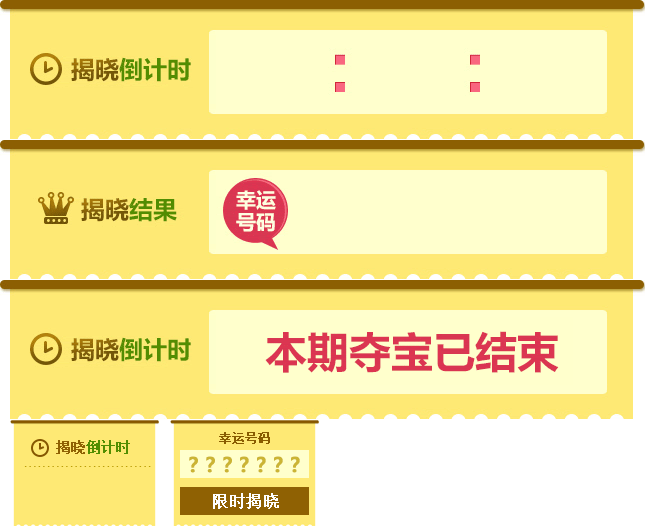 揭晓倒计时
揭晓结果
幸运
号码
揭晓倒计时
本期夺宝已结束
揭晓倒计时
幸运号码
? ? ? ? ? ? ?
限时揭晓